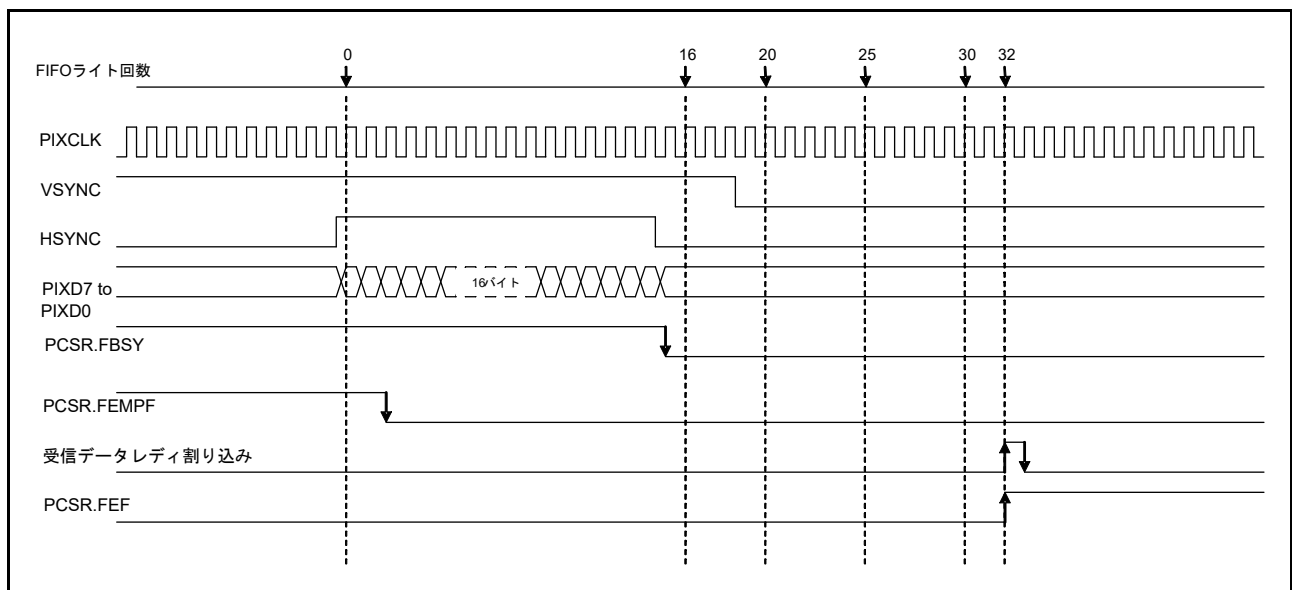 0 16 20 25 30 32
FIFOライト回数
PIXCLK
VSYNC
HSYNC
PIXD7 to
PIXD0
16バイト
PCSR.FBSY
PCSR.FEMPF
受信データレディ割り込み
PCSR.FEF